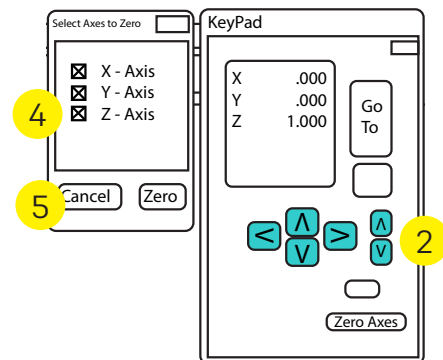 Select Axes to Zero
X - Axis
Y - Axis
4 Z - Axis
5 Cancel Zero
KeyPad
X .000
Y .000
Z 1.000
Go
To
< Λ > Λ
V V
2
Zero Axes